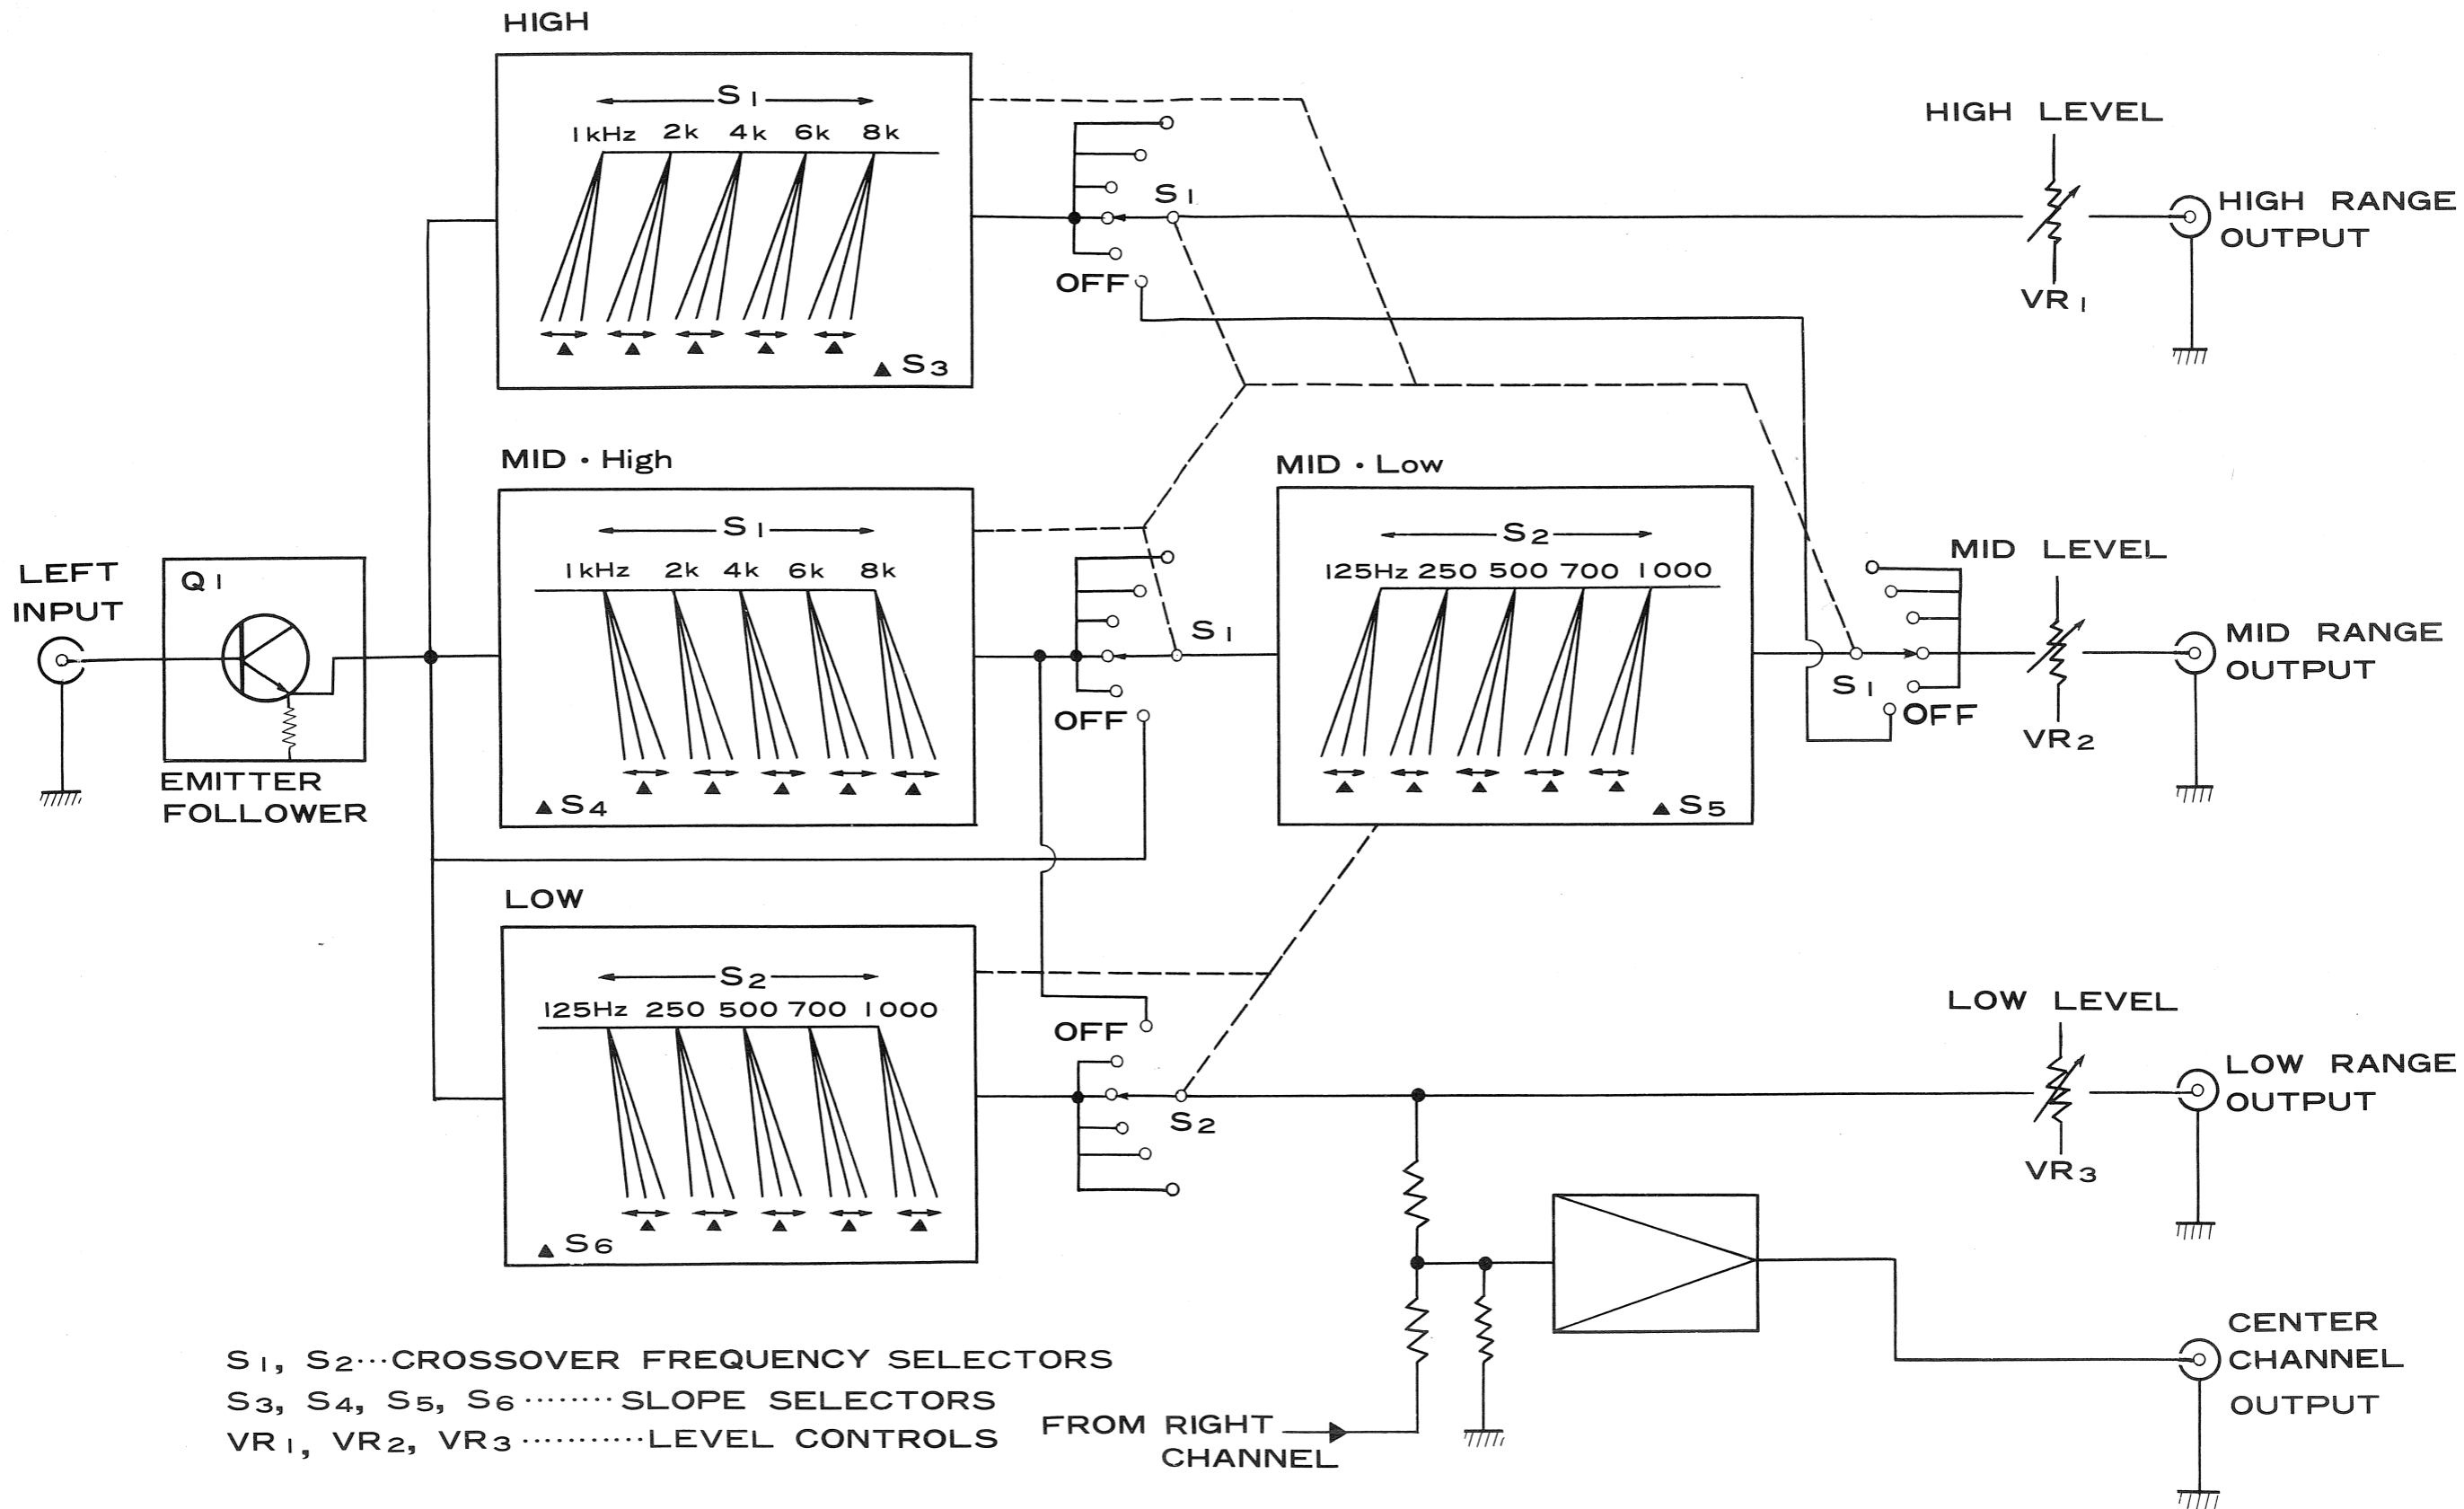 HIGH
S1
1kHz 2k 4k 6k 8k
▲ S3
S1
OFF
HIGH LEVEL
VR1
HIGH RANGE
OUTPUT
MID・High
S1
1kHz 2k 4k 6k 8k
▲ S4
S1
OFF
MID・Low
S2
125Hz 250 500 700 1000
▲ S5
S1
OFF
MID LEVEL
VR2
MID RANGE
OUTPUT
LEFT
INPUT
Q1
EMITTER
FOLLOWER
LOW
S2
125Hz 250 500 700 1000
▲ S6
OFF
S2
LOW LEVEL
VR3
LOW RANGE
OUTPUT
CENTER
CHANNEL
OUTPUT
FROM RIGHT
CHANNEL
S1, S2…CROSSOVER FREQUENCY SELECTORS
S3, S4, S5, S6 ········ SLOPE SELECTORS
VR1, VR2, VR3 ···········LEVEL CONTROLS